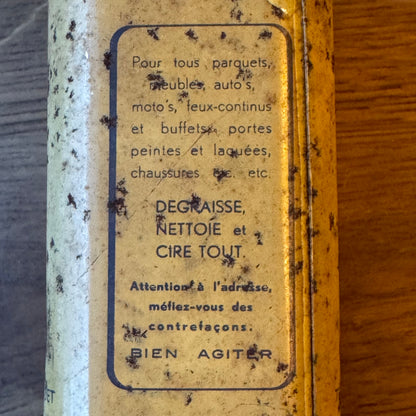 Pour tous parquets,
meubles, auto's,
moto's, feux-continus
et buffets, portes
peintes et laquées,
chaussures etc. etc.
DEGRAISSE,
NETTOIE et
CIRE TOUT.
Attention à l'adresse,
méfiez-vous des
contrefaçons.
BIEN AGITER